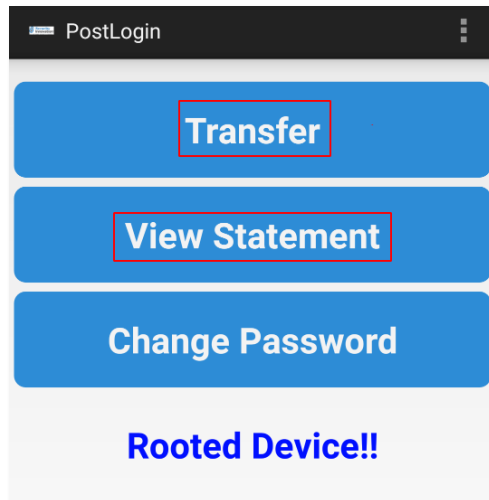 PostLogin
Transfer
View Statement
Change Password
Rooted Device!!